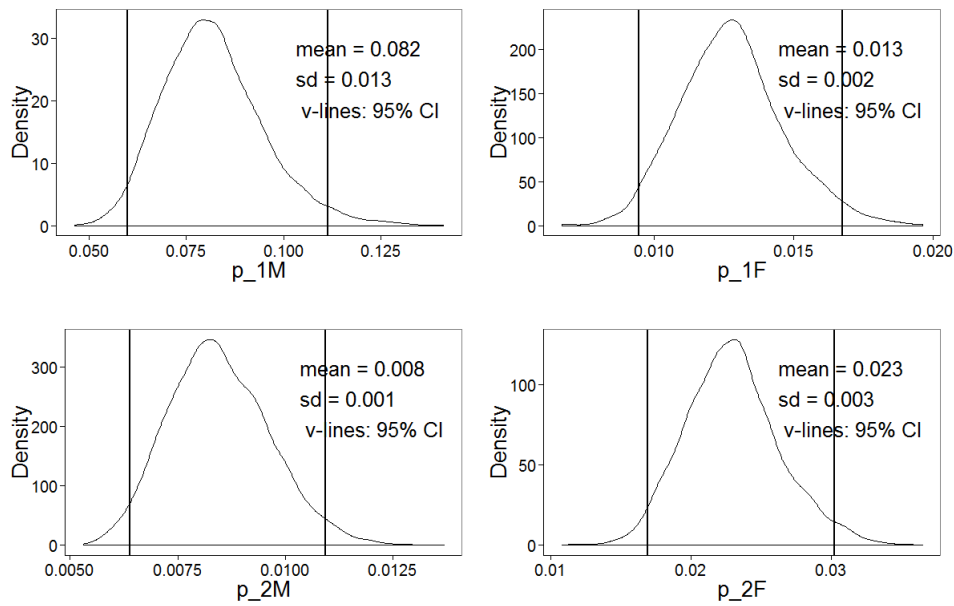 mean = 0.082
sd = 0.013
v-lines: 95% CI
Density
30
20
10
0
0.050 0.075 0.100 0.125
p_1M
mean = 0.013
sd = 0.002
v-lines: 95% CI
Density
200
150
100
50
0
0.010 0.015 0.020
p_1F
mean = 0.008
sd = 0.001
v-lines: 95% CI
Density
300
200
100
0
0.0050 0.0075 0.0100 0.0125
p_2M
mean = 0.023
sd = 0.003
v-lines: 95% CI
Density
100
50
0
0.01 0.02 0.03
p_2F